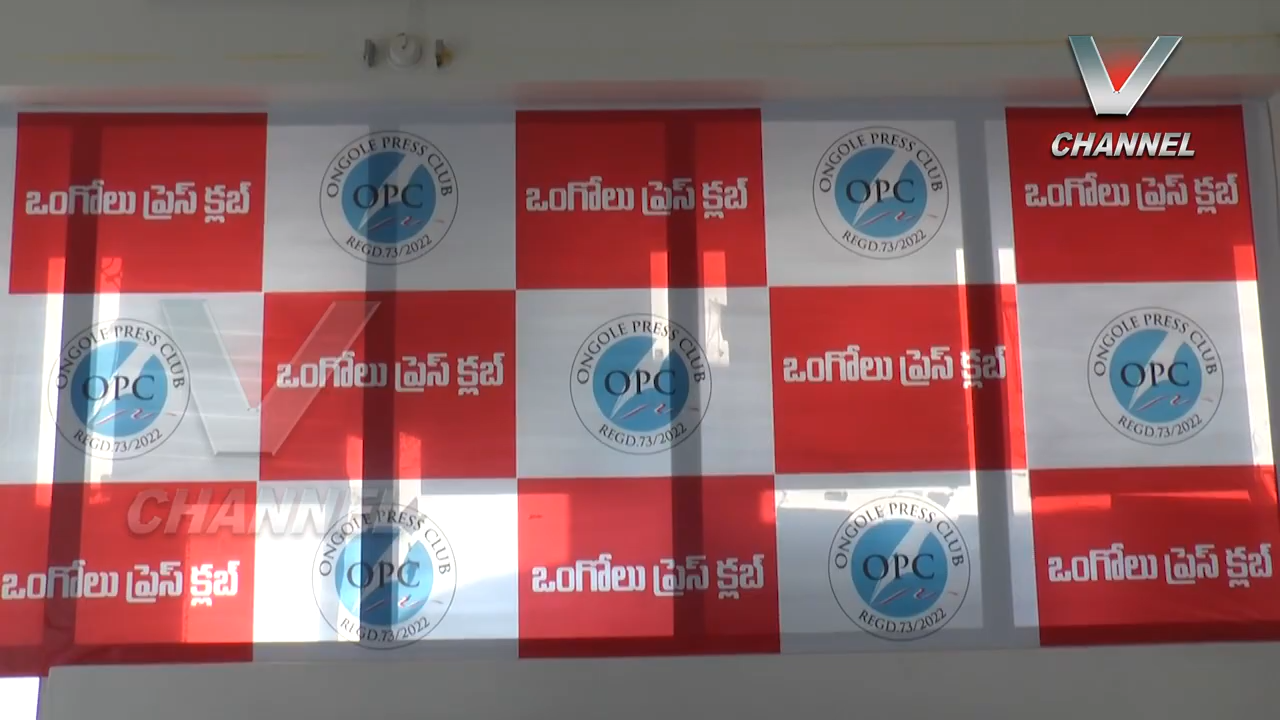 V
CHANNEL
ఒంగోలు ప్రెస్ క్లబ్
ONGOLE PRESS CLUB
OPC
REGD.73/2022
ఒంగోలు ప్రెస్ క్లబ్
ONGOLE PRESS CLUB
OPC
REGD.73/2022
ఒంగోలు ప్రెస్ క్లబ్
ONGOLE PRESS CLUB
OPC
REGD.73/2022
ఒంగోలు ప్రెస్ క్లబ్
ONGOLE PRESS CLUB
OPC
REGD.73/2022
ఒంగోలు ప్రెస్ క్లబ్
ONGOLE PRESS CLUB
OPC
REGD.73/2022
V
CHANNEL
ఒంగోలు ప్రెస్ క్లబ్
ONGOLE PRESS CLUB
OPC
REGD.73/2022
ఒంగోలు ప్రెస్ క్లబ్
ONGOLE PRESS CLUB
OPC
REGD.73/2022
ఒంగోలు ప్రెస్ క్లబ్